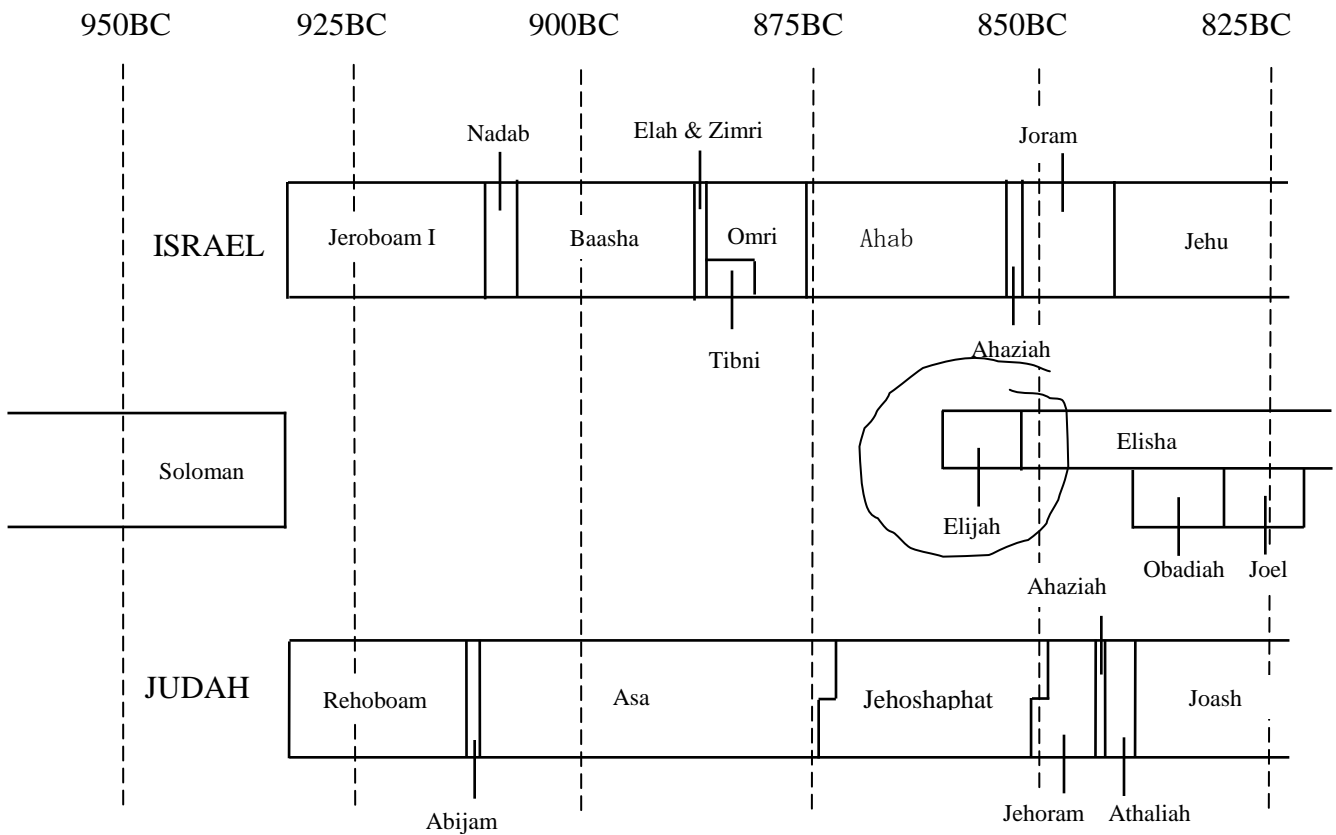 950BC 925BC 900BC 875BC 850BC 825BC
Nadab Elah & Zimri Joram
ISRAEL Jeroboam I Baasha Omri Ahab Jehu
Tibni Ahaziah
Soloman Elisha
Elijah
Obadiah Joel
Ahaziah
JUDAH Rehoboam Asa Jehoshaphat Joash
Abijam Jehoram Athaliah